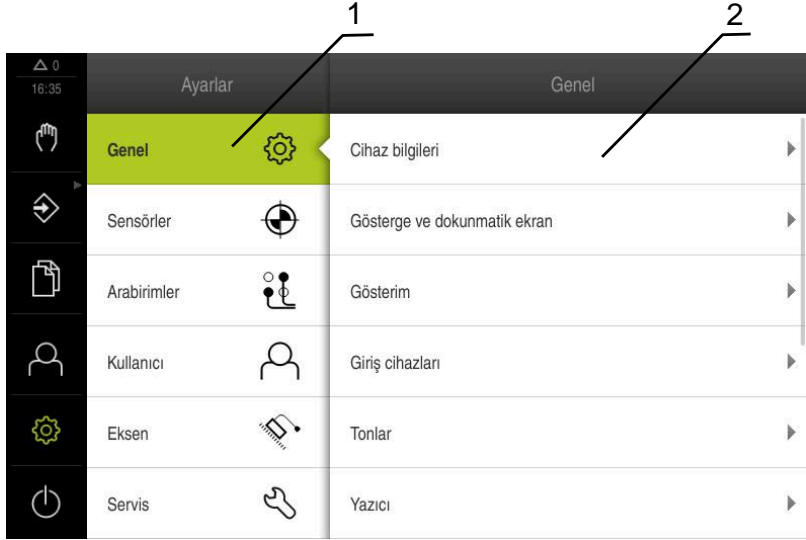 1
2
0
16:35
Ayarlar
Genel
Genel
Cihaz bilgileri
Sensörler
Gösterge ve dokunmatik ekran
Arabirimler
Gösterim
Kullanıcı
Giriş cihazları
Eksen
Tonlar
Servis
Yazıcı